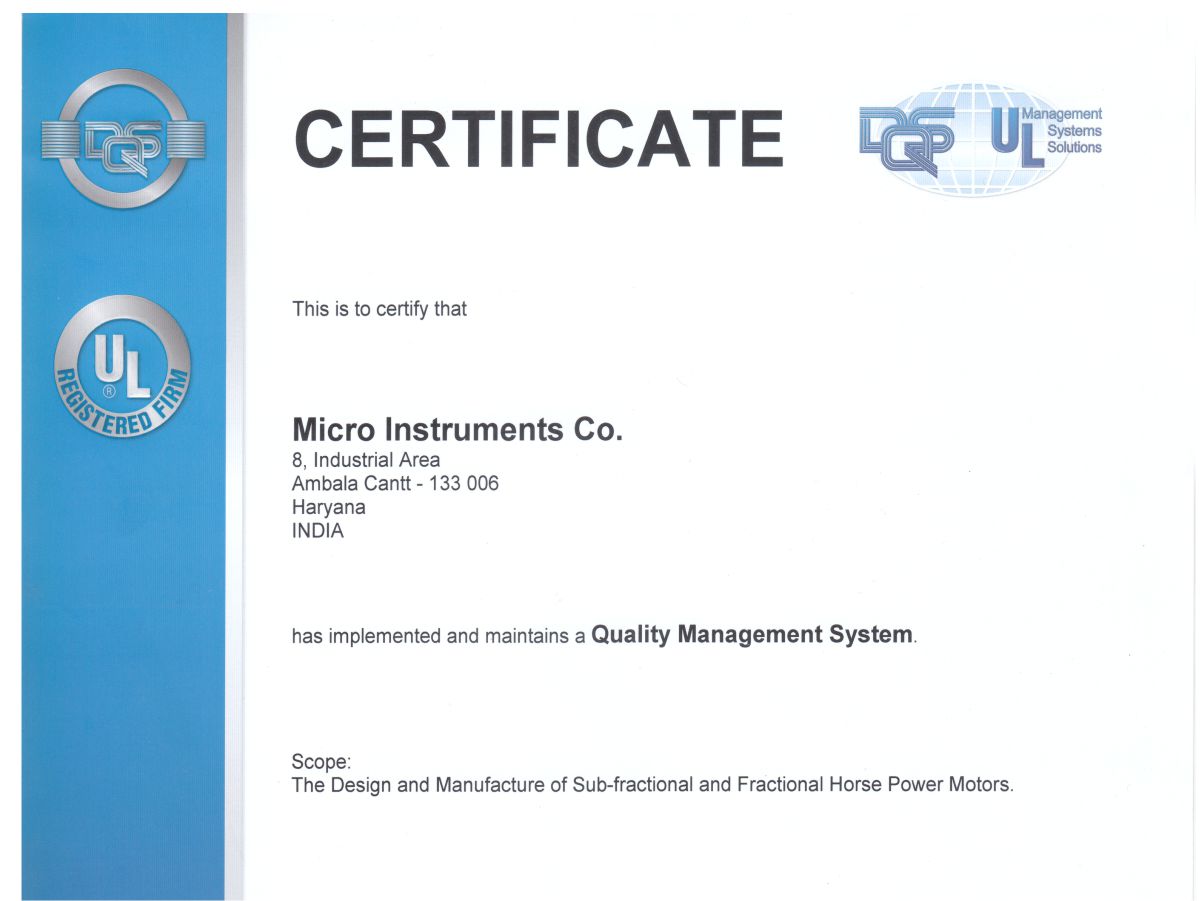 DQS
CERTIFICATE
DQS
UL
Management
Systems
Solutions
UL
®
REGISTERED FIRM
This is to certify that
Micro Instruments Co.
8, Industrial Area
Ambala Cantt - 133 006
Haryana
INDIA
has implemented and maintains a Quality Management System.
Scope:
The Design and Manufacture of Sub-fractional and Fractional Horse Power Motors.